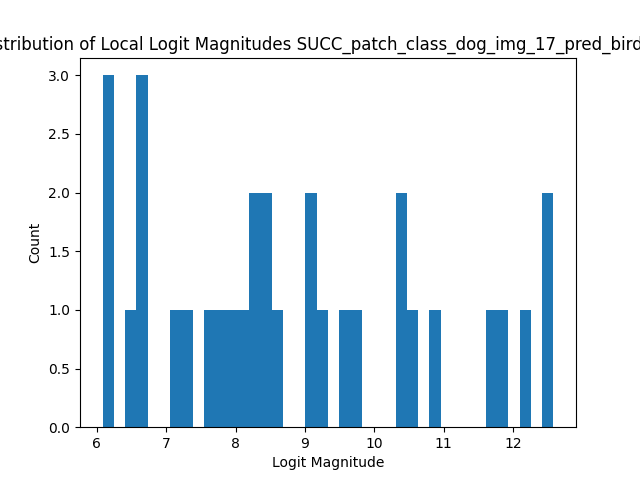 stribution of Local Logit Magnitudes SUCC_patch_class_dog_img_17_pred_bird
3.0
2.5
2.0
1.5
1.0
0.5
0.0
Count
6 7 8 9 10 11 12
Logit Magnitude